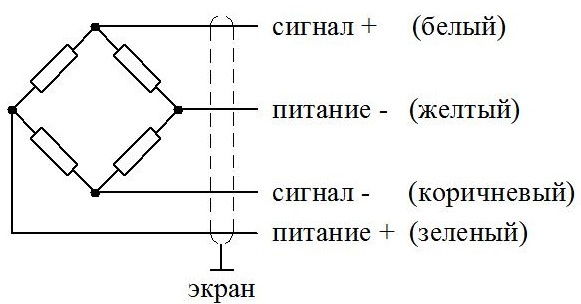 сигнал + (белый)
питание - (желтый)
сигнал - (коричневый)
питание + (зеленый)
экран